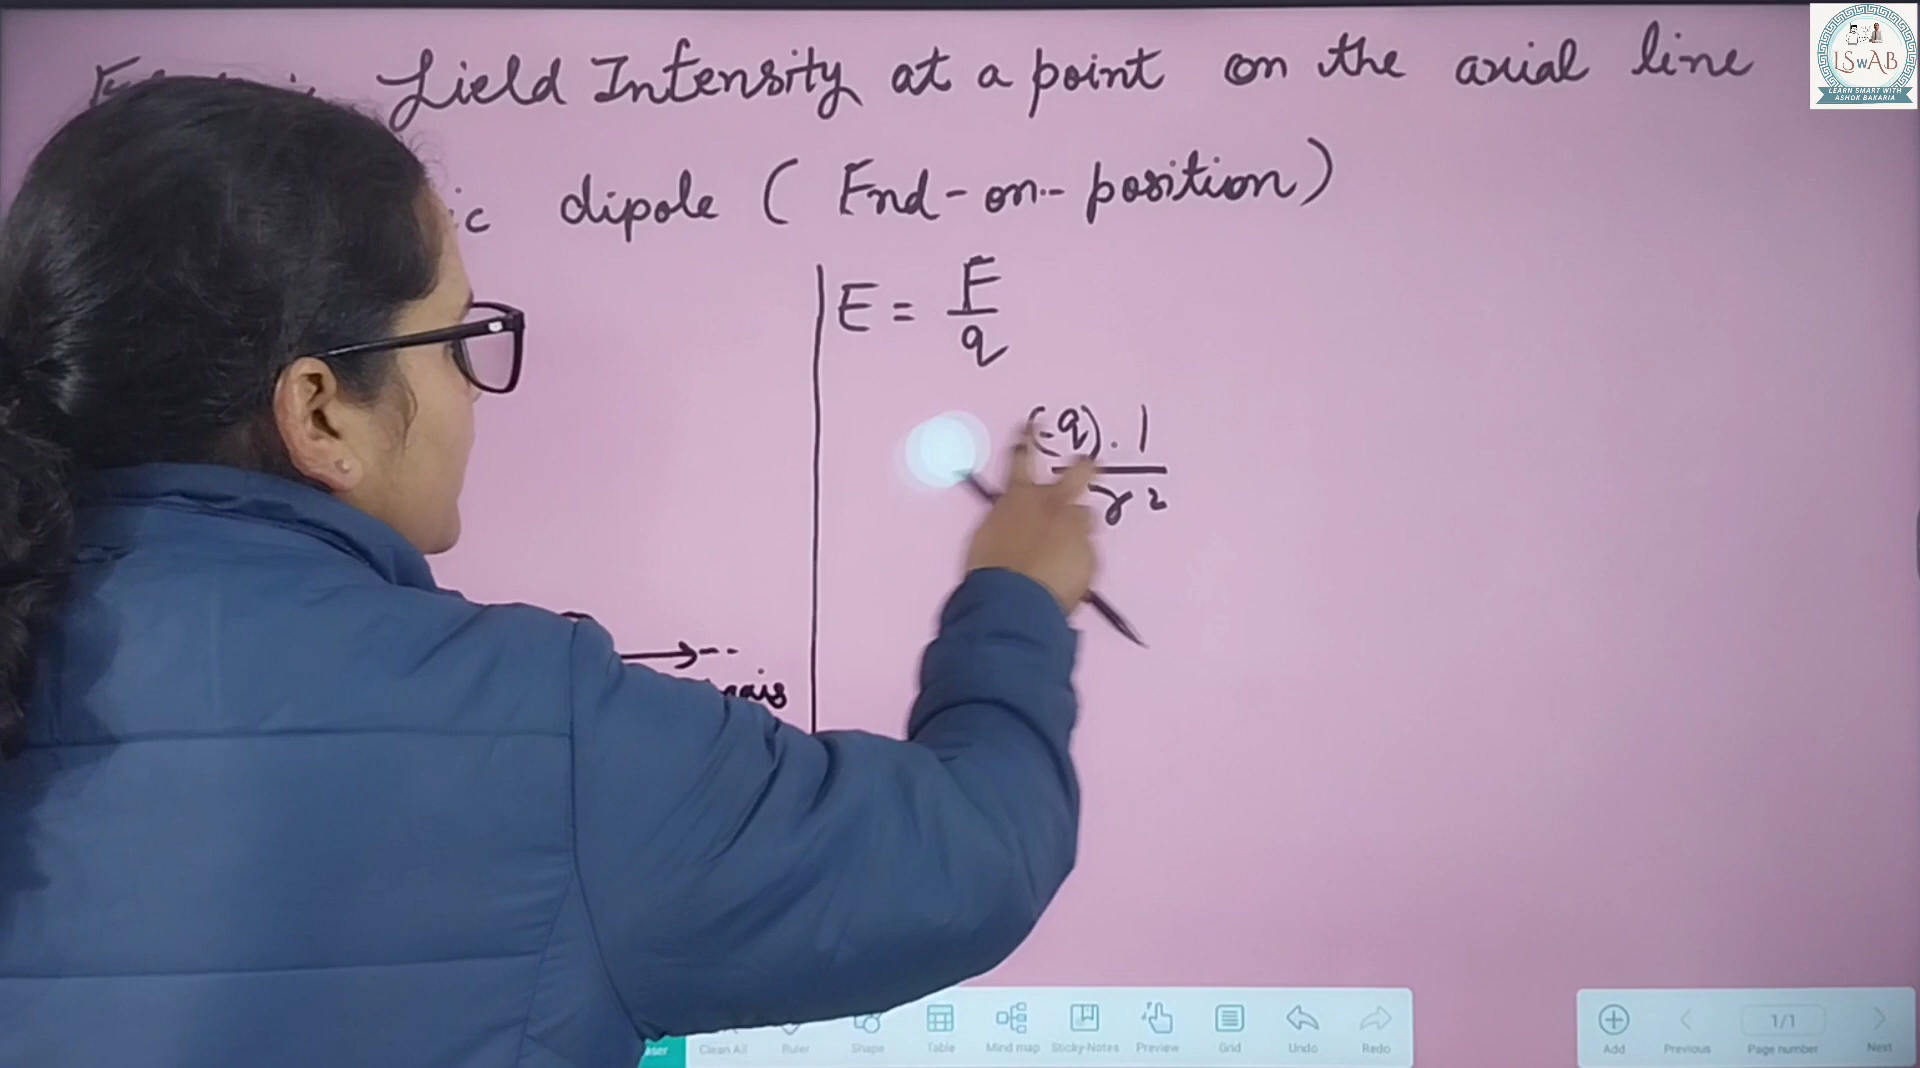 Field Intensity at a point on the axial line
dipole ( End-on-position)
E = F
q
(-q) . 1
r 2
LSWAB
LEARN SMART WITH
ASHOK BAKARIA
Clean All
Ruler
Shape
Table
Mind map
Sticky-Notes
Preview
Grid
Undo
Redo
Add
Previous
1/1
Page number
Next